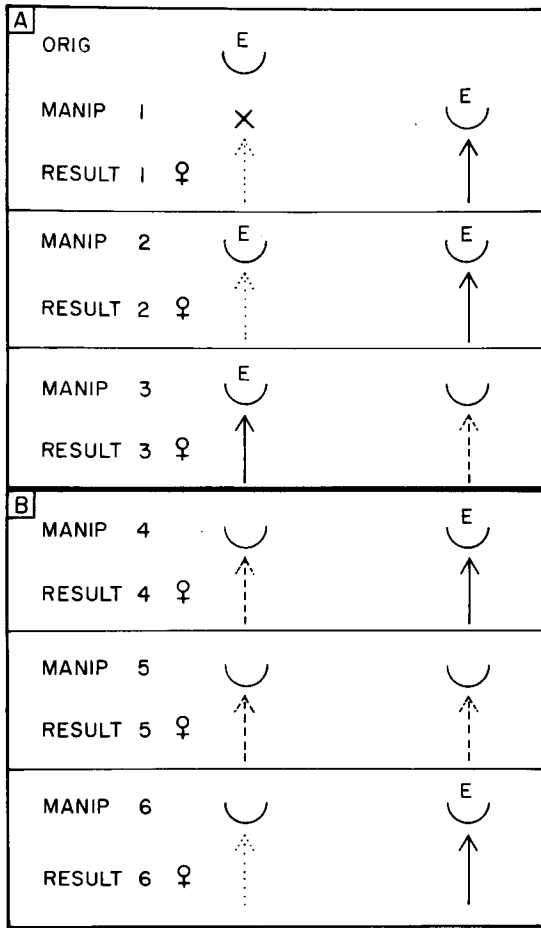 A
ORIG E
MANIP 1 × E
RESULT 1 ♀
MANIP 2 E E
RESULT 2 ♀
MANIP 3 E
RESULT 3 ♀
B
MANIP 4 E
RESULT 4 ♀
MANIP 5
RESULT 5 ♀
MANIP 6 E
RESULT 6 ♀